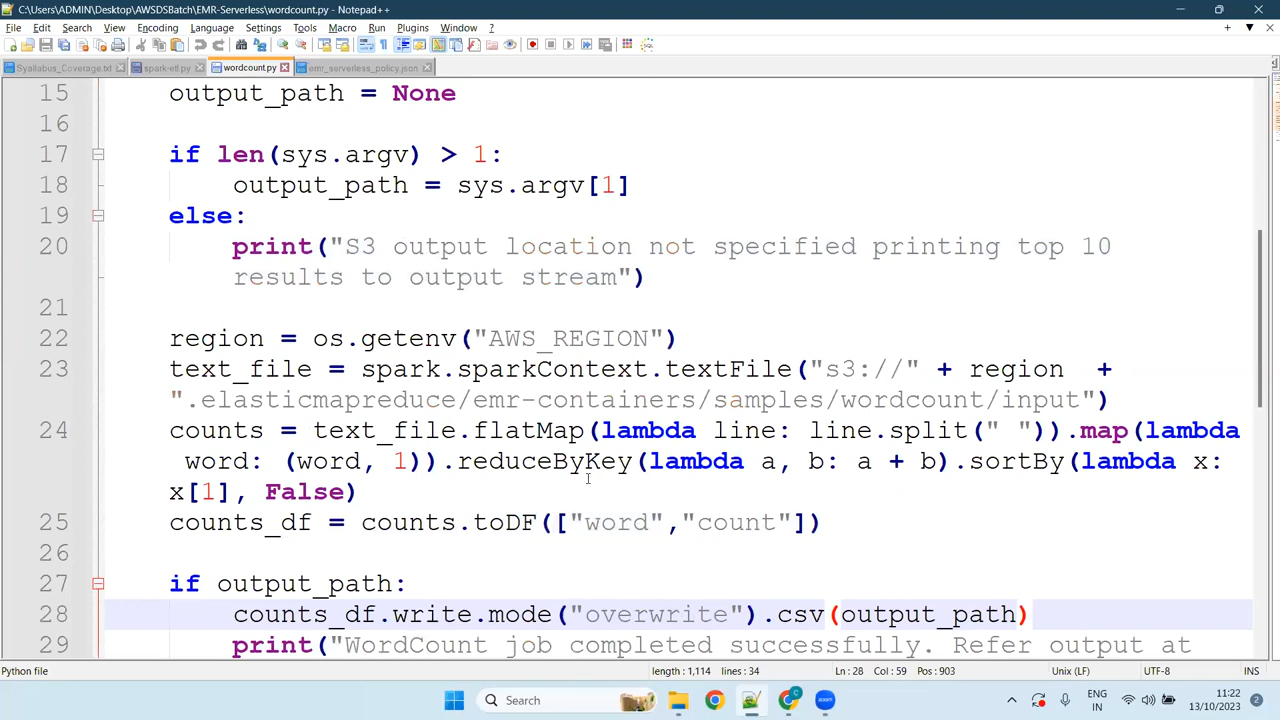 C:\Users\ADMIN\Desktop\AWSDSBatch\EMR-Serverless\wordcount.py - Notepad++
File Edit Search View Encoding Language Settings Tools Macro Run Plugins Window ?
Syallabus_Coverage.txt spark-etl.py wordcount.py emr_serverless_policy.json
15 output_path = None
16
17 if len(sys.argv) > 1:
18 output_path = sys.argv[1]
19 else:
20 print("S3 output location not specified printing top 10
results to output stream")
21
22 region = os.getenv("AWS_REGION")
23 text_file = spark.sparkContext.textFile("s3://" + region +
".elasticmapreduce/emr-containers/samples/wordcount/input")
24 counts = text_file.flatMap(lambda line: line.split(" ")).map(lambda
word: (word, 1)).reduceByKey(lambda a, b: a + b).sortBy(lambda x:
x[1], False)
25 counts_df = counts.toDF(["word","count"])
26
27 if output_path:
28 counts_df.write.mode("overwrite").csv(output_path)
29 print("WordCount job completed successfully. Refer output at
Python file length : 1,114 lines : 34 Ln : 28 Col : 59 Pos : 903 Unix (LF) UTF-8 INS
Search ENG IN 11:22 13/10/2023 2